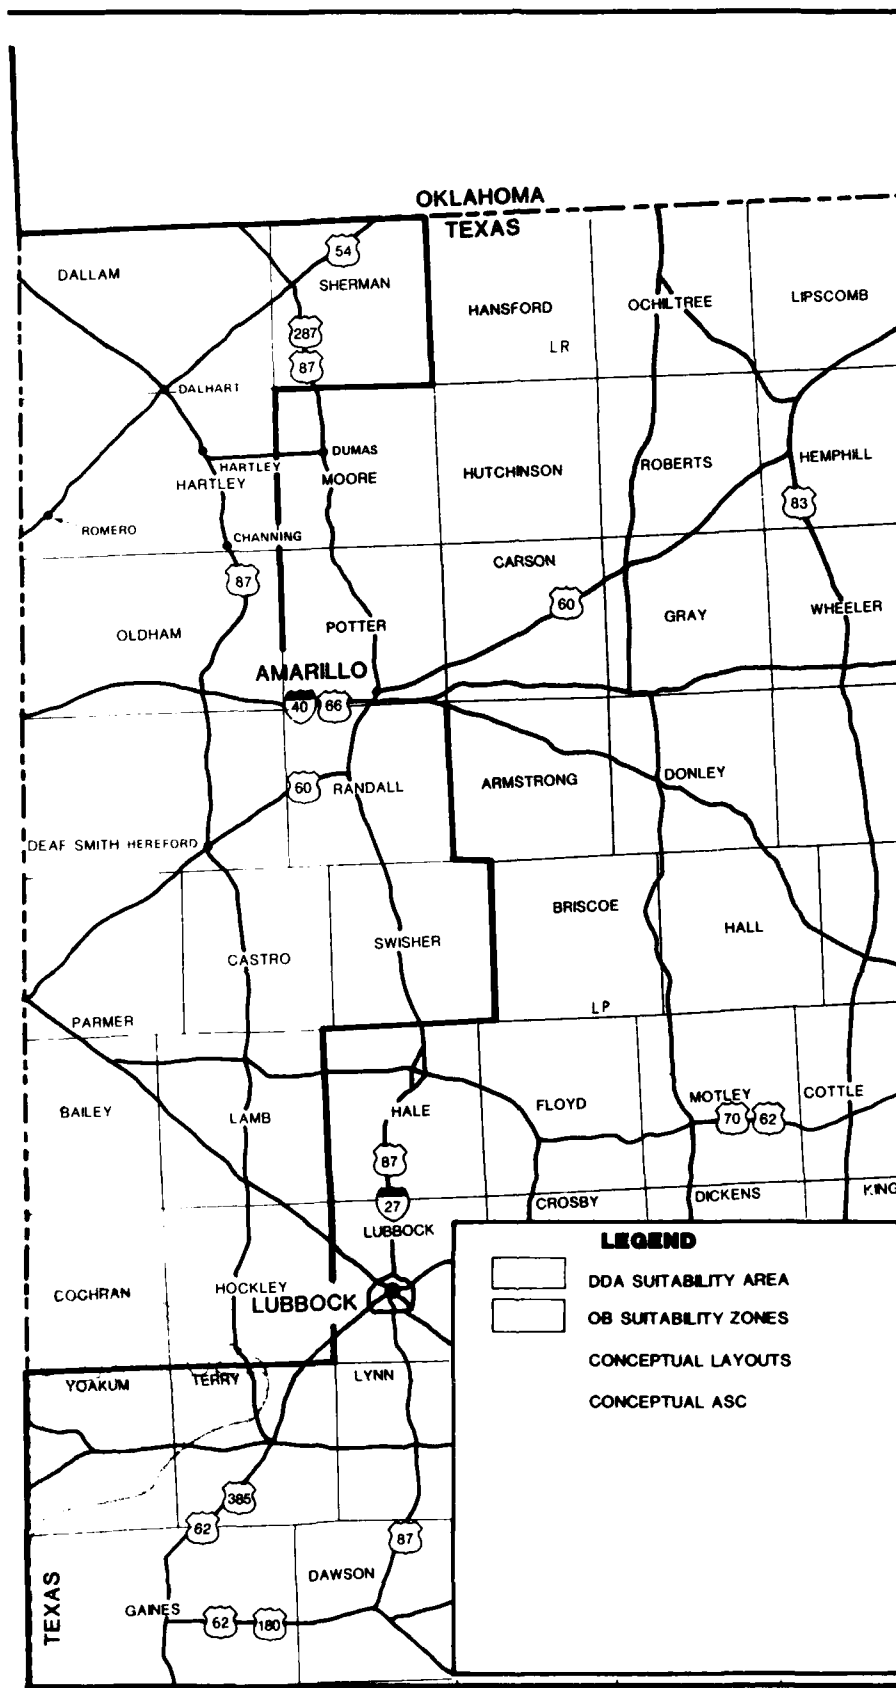 OKLAHOMA
TEXAS
54
DALLAM
SHERMAN
HANSFORD
OCHILTREE
LIPSCOMB
287
LR
87
DALHART
DUMAS
HARTLEY
MOORE
HARTLEY
HUTCHINSON
ROBERTS
HEMPHILL
83
ROMERO
CHANNING
CARSON
87
60
OLDHAM
POTTER
GRAY
WHEELER
AMARILLO
40
66
60
RANDALL
ARMSTRONG
DONLEY
DEAF SMITH
HEREFORD
BRISCOE
HALL
CASTRO
SWISHER
LP
PARMER
BAILEY
LAMB
HALE
FLOYD
MOTLEY
COTTLE
70
62
87
27
CROSBY
DICKENS
KING
LUBBOCK
COCHRAN
HOCKLEY
LUBBOCK
YOAKUM
TERRY
LYNN
385
62
87
DAWSON
GAINES
62
180
TEXAS
LEGEND
DDA SUITABILITY AREA
OB SUITABILITY ZONES
CONCEPTUAL LAYOUTS
CONCEPTUAL ASC